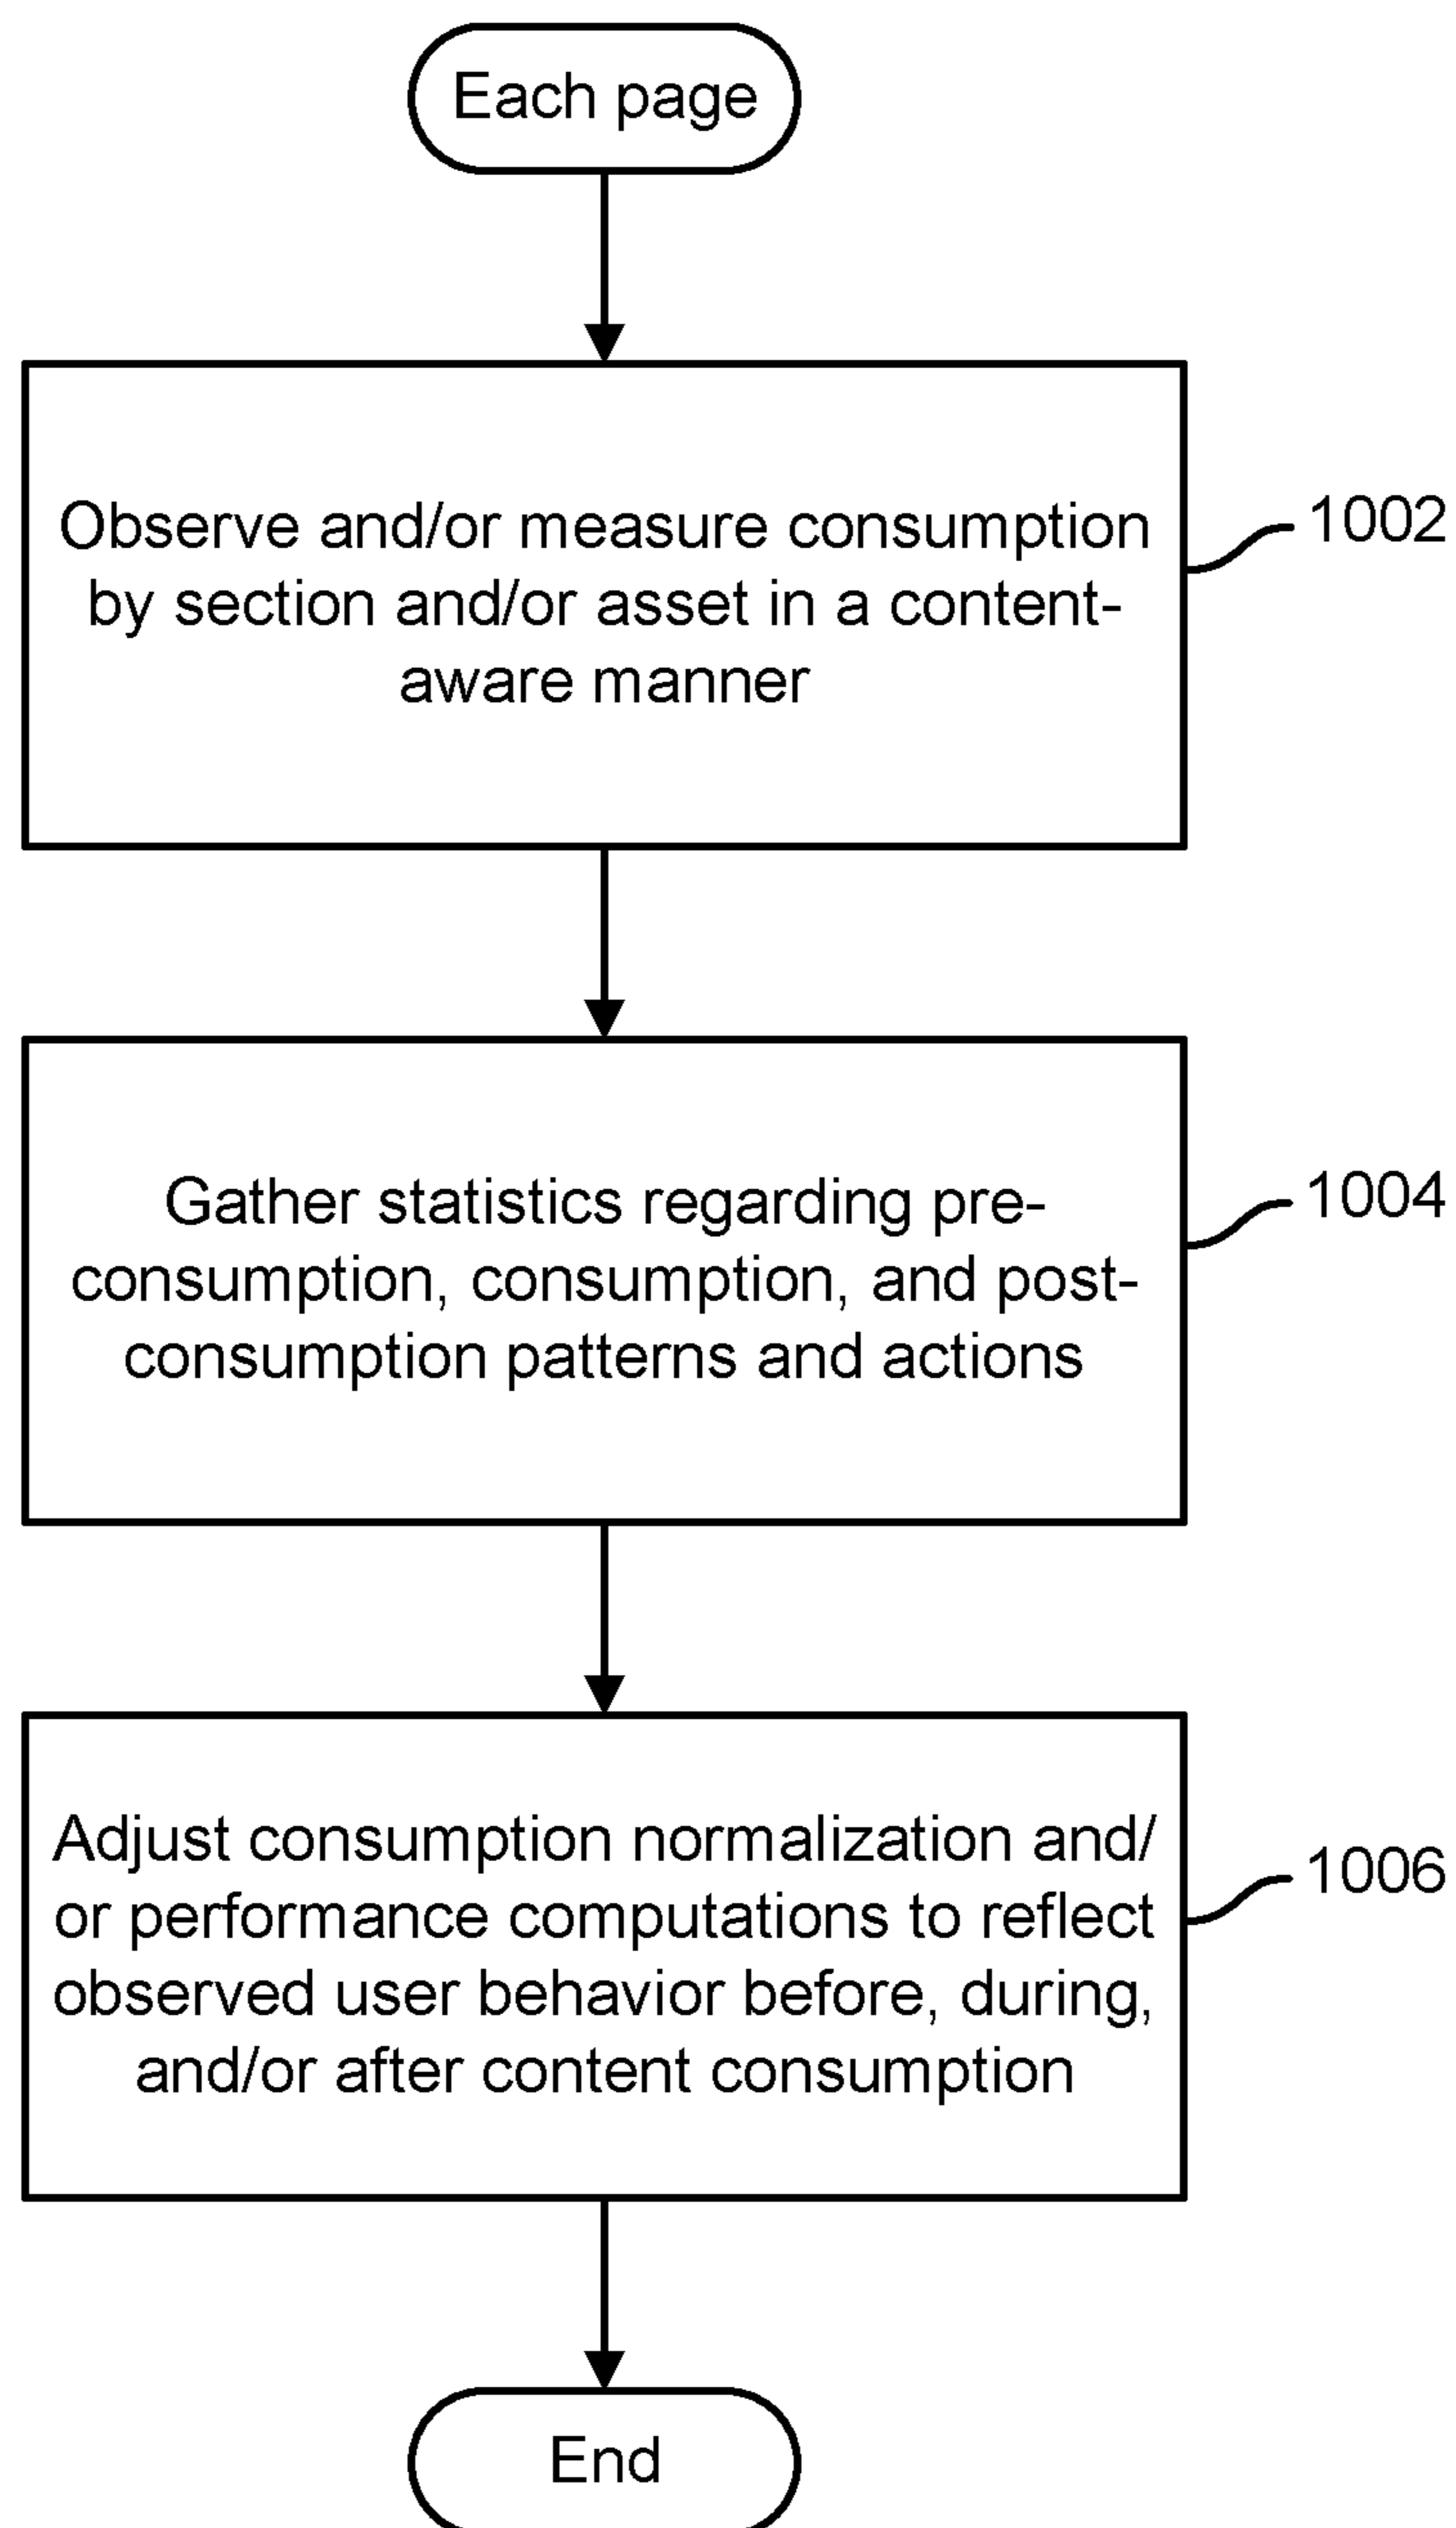 Each page
Observe and/or measure consumption
by section and/or asset in a content-
aware manner
1002
Gather statistics regarding pre-
consumption, consumption, and post-
consumption patterns and actions
1004
Adjust consumption normalization and/
or performance computations to reflect
observed user behavior before, during,
and/or after content consumption
1006
End